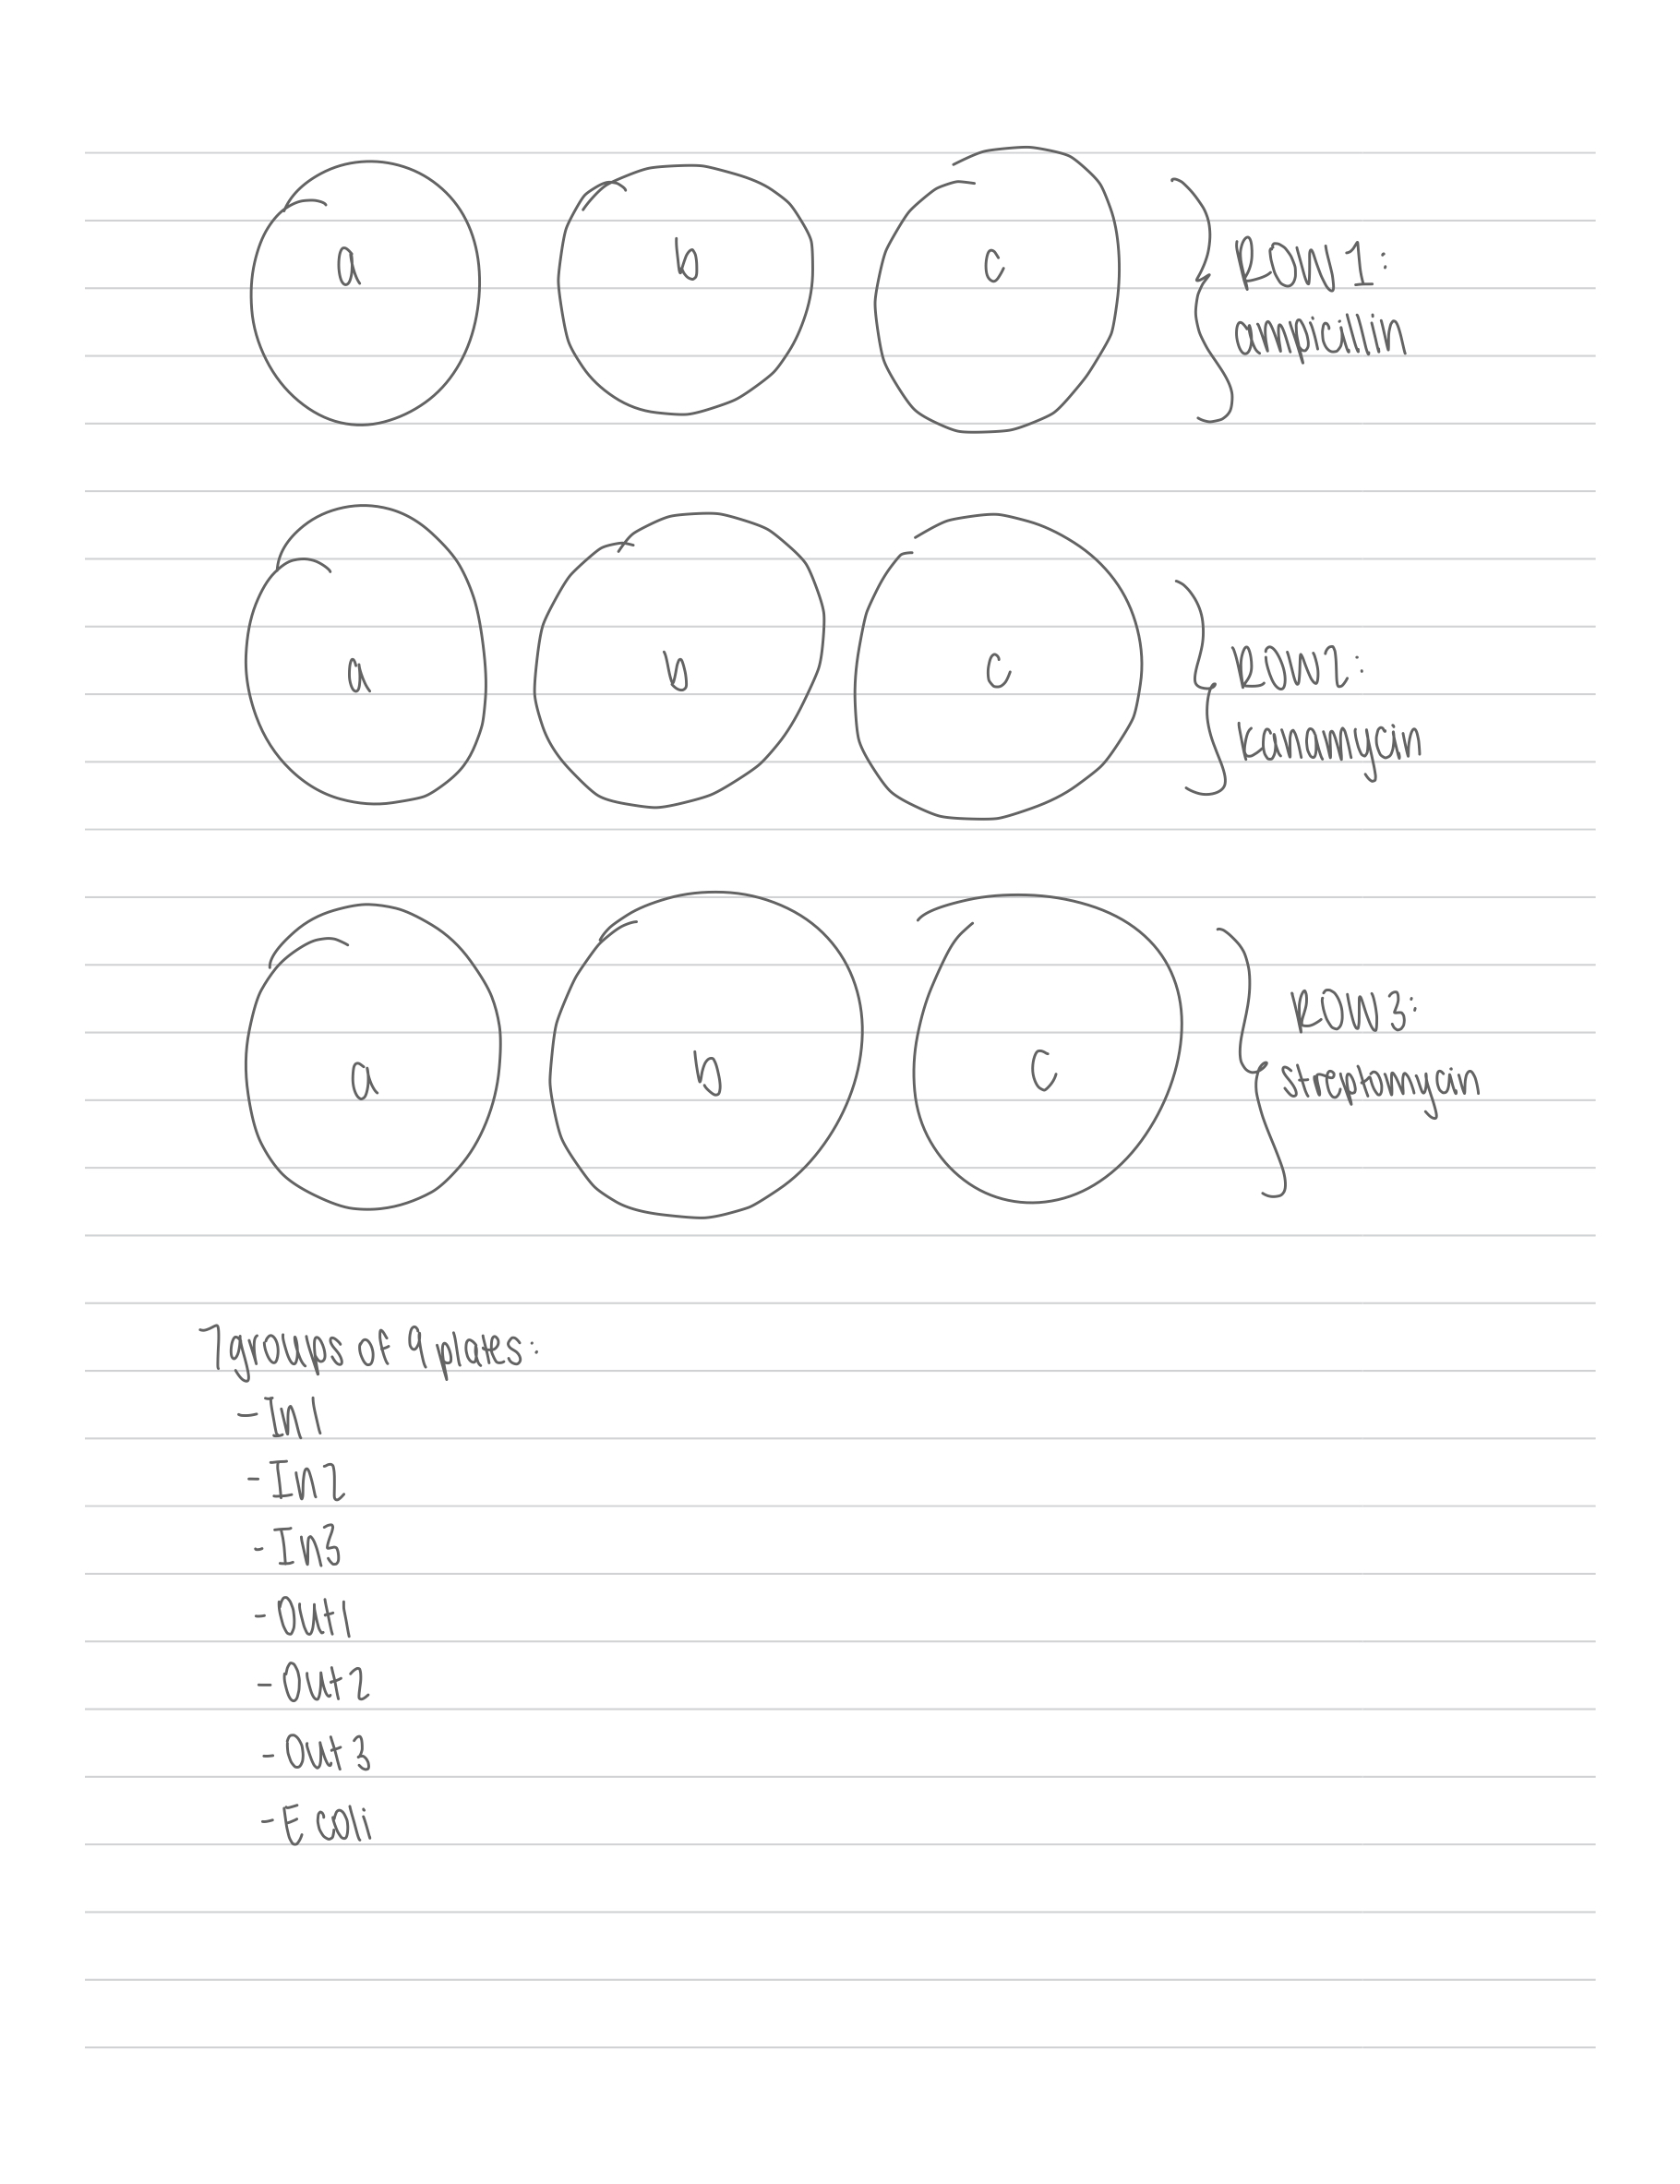 a b c ROW 1:
ampicillin
a b c ROW 2:
kanamycin
a b c ROW 3:
streptomycin
7 groups of 9 plates:
- In 1
- In 2
- In 3
- Out 1
- Out 2
- Out 3
- E coli